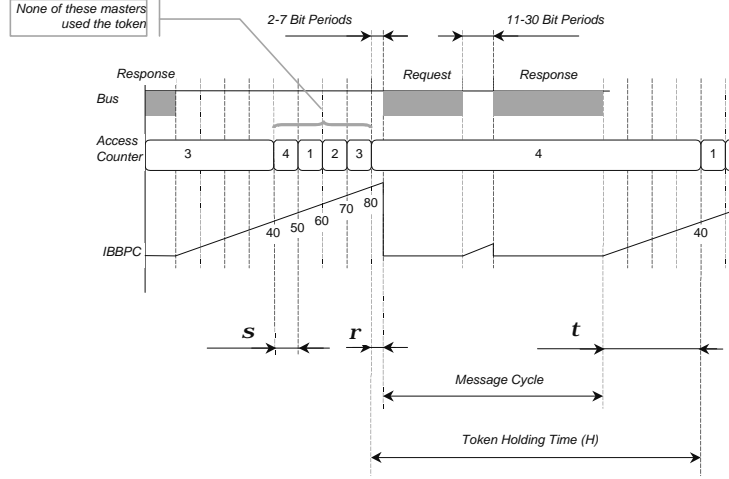 None of these masters
used the token
2-7 Bit Periods
11-30 Bit Periods
Response
Request
Response
Bus
Access
Counter
3
4
1
2
3
4
1
40
50
60
70
80
40
IBBPC
s
r
t
Message Cycle
Token Holding Time (H)